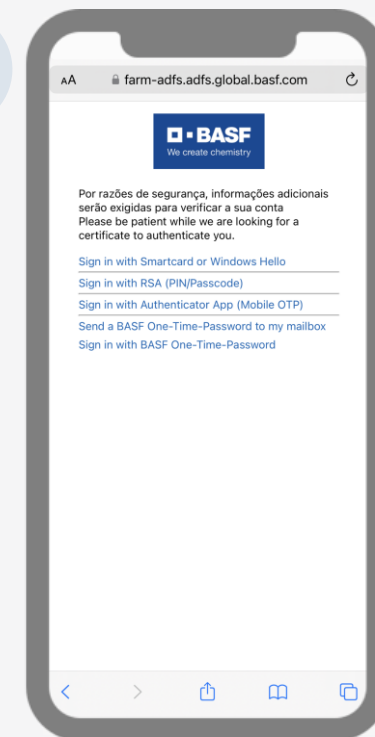 AA farm-adfs.adfs.global.basf.com
BASF
We create chemistry
Por razões de segurança, informações adicionais
serão exigidas para verificar a sua conta
Please be patient while we are looking for a
certificate to authenticate you.
Sign in with Smartcard or Windows Hello
Sign in with RSA (PIN/Passcode)
Sign in with Authenticator App (Mobile OTP)
Send a BASF One-Time-Password to my mailbox
Sign in with BASF One-Time-Password